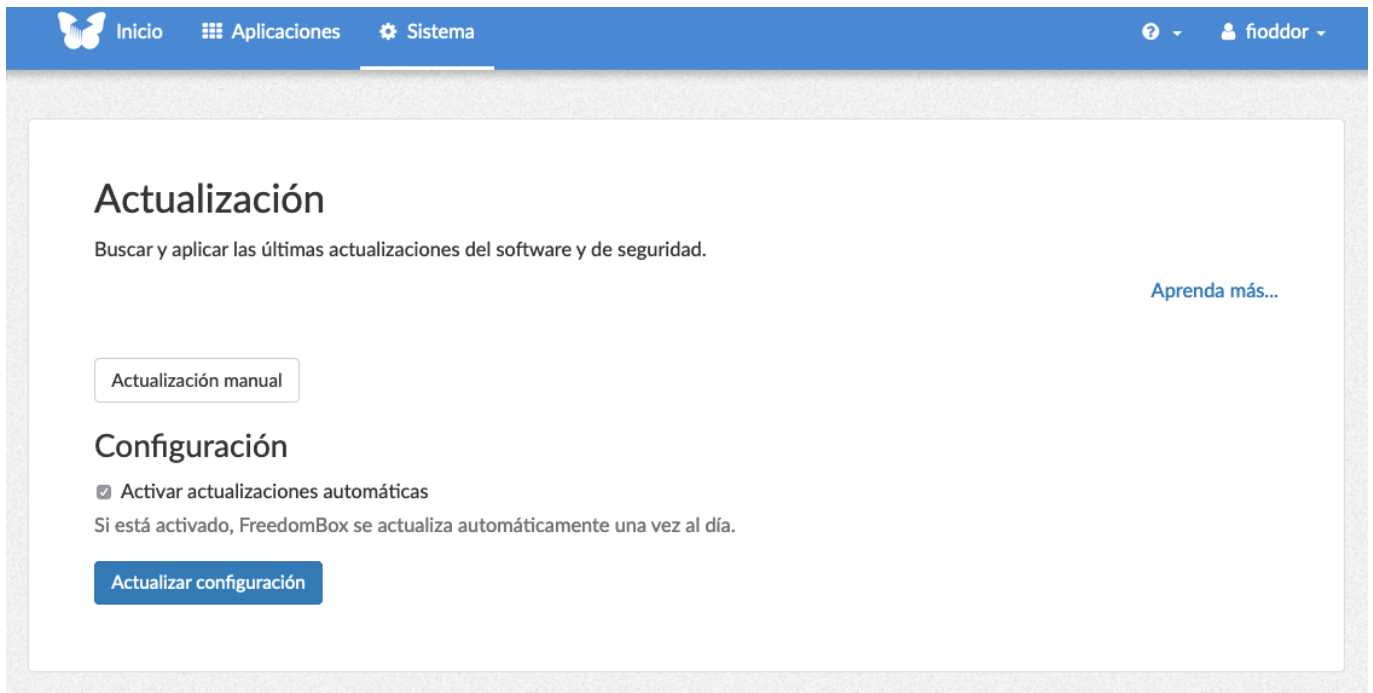 Inicio Aplicaciones Sistema fioddor
Actualización
Buscar y aplicar las últimas actualizaciones del software y de seguridad.
Aprenda más...
Actualización manual
Configuración
Activar actualizaciones automáticas
Si está activado, FreedomBox se actualiza automáticamente una vez al día.
Actualizar configuración